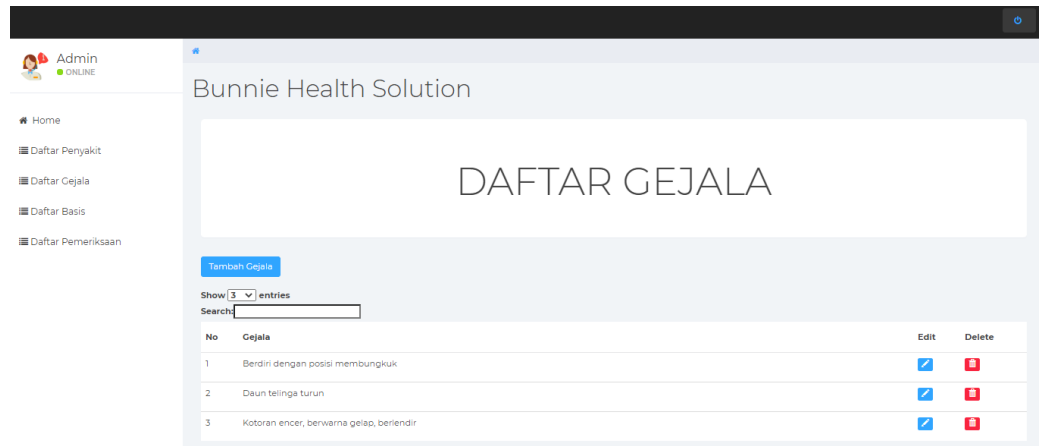 Admin
ONLINE
Home
Daftar Penyakit
Daftar Gejala
Daftar Basis
Daftar Pemeriksaan
Bunnie Health Solution
DAFTAR GEJALA
Tambah Gejala
Show 3 entries
Search:
No Gejala Edit Delete
1 Berdiri dengan posisi membungkuk
2 Daun telinga turun
3 Kotoran encer, berwarna gelap, berlendir